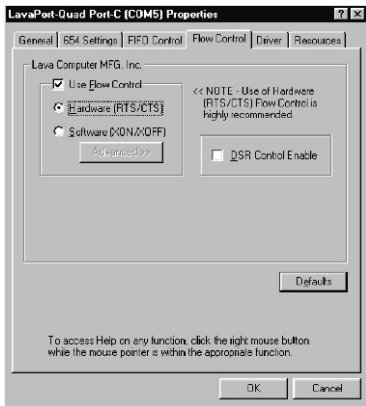 LavaPort-Quad Port-C (COM5) Properties
General 654 Settings FIFO Control Flow Control Driver Resources
Lava Computer MFG. Inc.
Use Flow Control
Hardware (RTS/CTS)
Software (XON/XOFF)
Advanced >>
<< NOTE - Use of Hardware
(RTS/CTS) Flow Control is
highly recommended.
DSR Control Enable
Defaults
To access Help on any function, click the right mouse button
while the mouse pointer is within the appropriate function.
OK Cancel